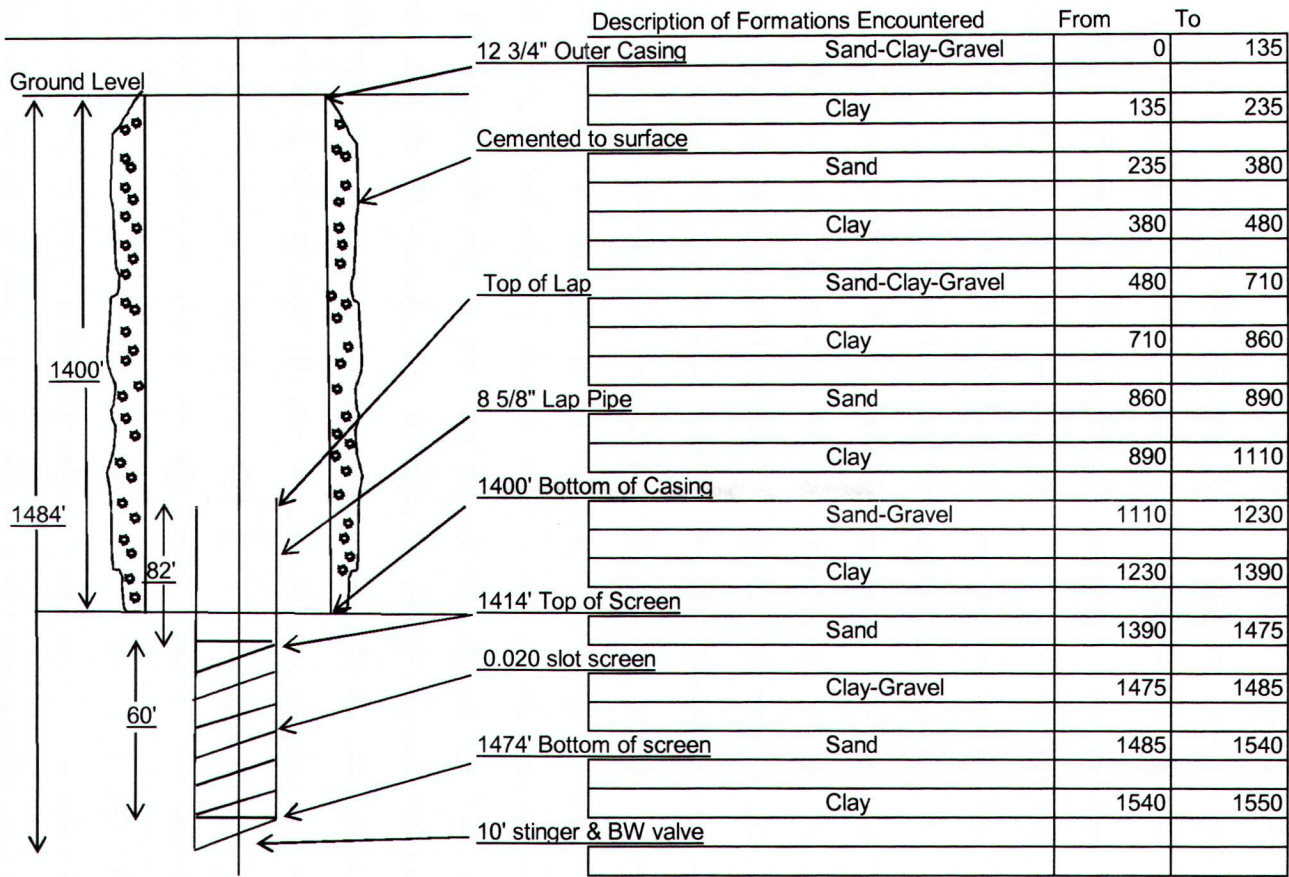 Description of Formations Encountered From To
12 3/4" Outer Casing Sand-Clay-Gravel 0 135
Ground Level
Clay 135 235
Cemented to surface
Sand 235 380
Clay 380 480
Top of Lap Sand-Clay-Gravel 480 710
Clay 710 860
1400'
8 5/8" Lap Pipe Sand 860 890
Clay 890 1110
1400' Bottom of Casing
1484' Sand-Gravel 1110 1230
82' Clay 1230 1390
1414' Top of Screen
Sand 1390 1475
0.020 slot screen
Clay-Gravel 1475 1485
60'
1474' Bottom of screen Sand 1485 1540
Clay 1540 1550
10' stinger & BW valve